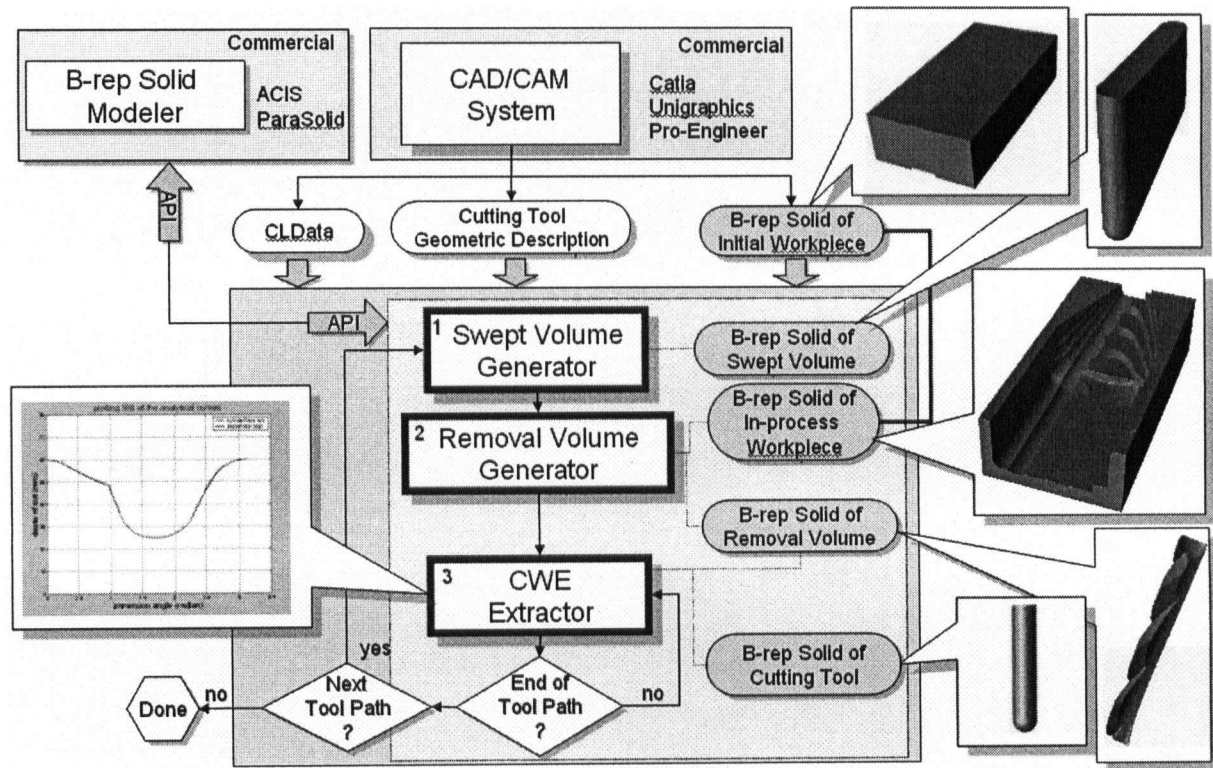 Commercial
B-rep Solid
Modeler
ACIS
ParaSolid
Commercial
CAD/CAM
System
Catia
Unigraphics
Pro-Engineer
API
CLData
Cutting Tool
Geometric Description
B-rep Solid of
Initial Workpiece
API
1
Swept Volume
Generator
B-rep Solid of
Swept Volume
2
Removal Volume
Generator
B-rep Solid of
In-process
Workpiece
B-rep Solid of
Removal Volume
3
CWE
Extractor
B-rep Solid of
Cutting Tool
yes
Next
Tool Path
?
End of
Tool Path
?
no
no
Done